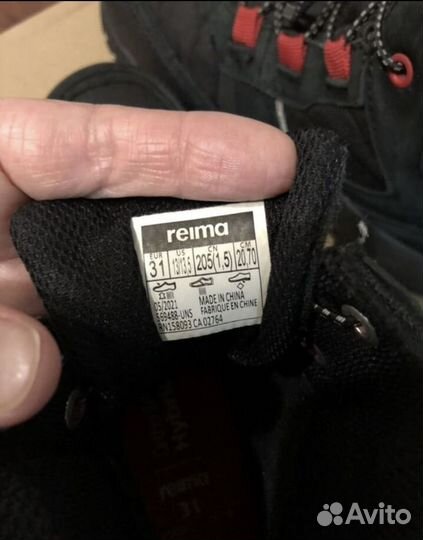 reima
EUR US CN CM
31 13/13.5 205(1.5) 20,70
05/2021 MADE IN CHINA
569488-UNS FABRIQUE EN CHINE
RN158093 CA 02764
reima
31
Avito